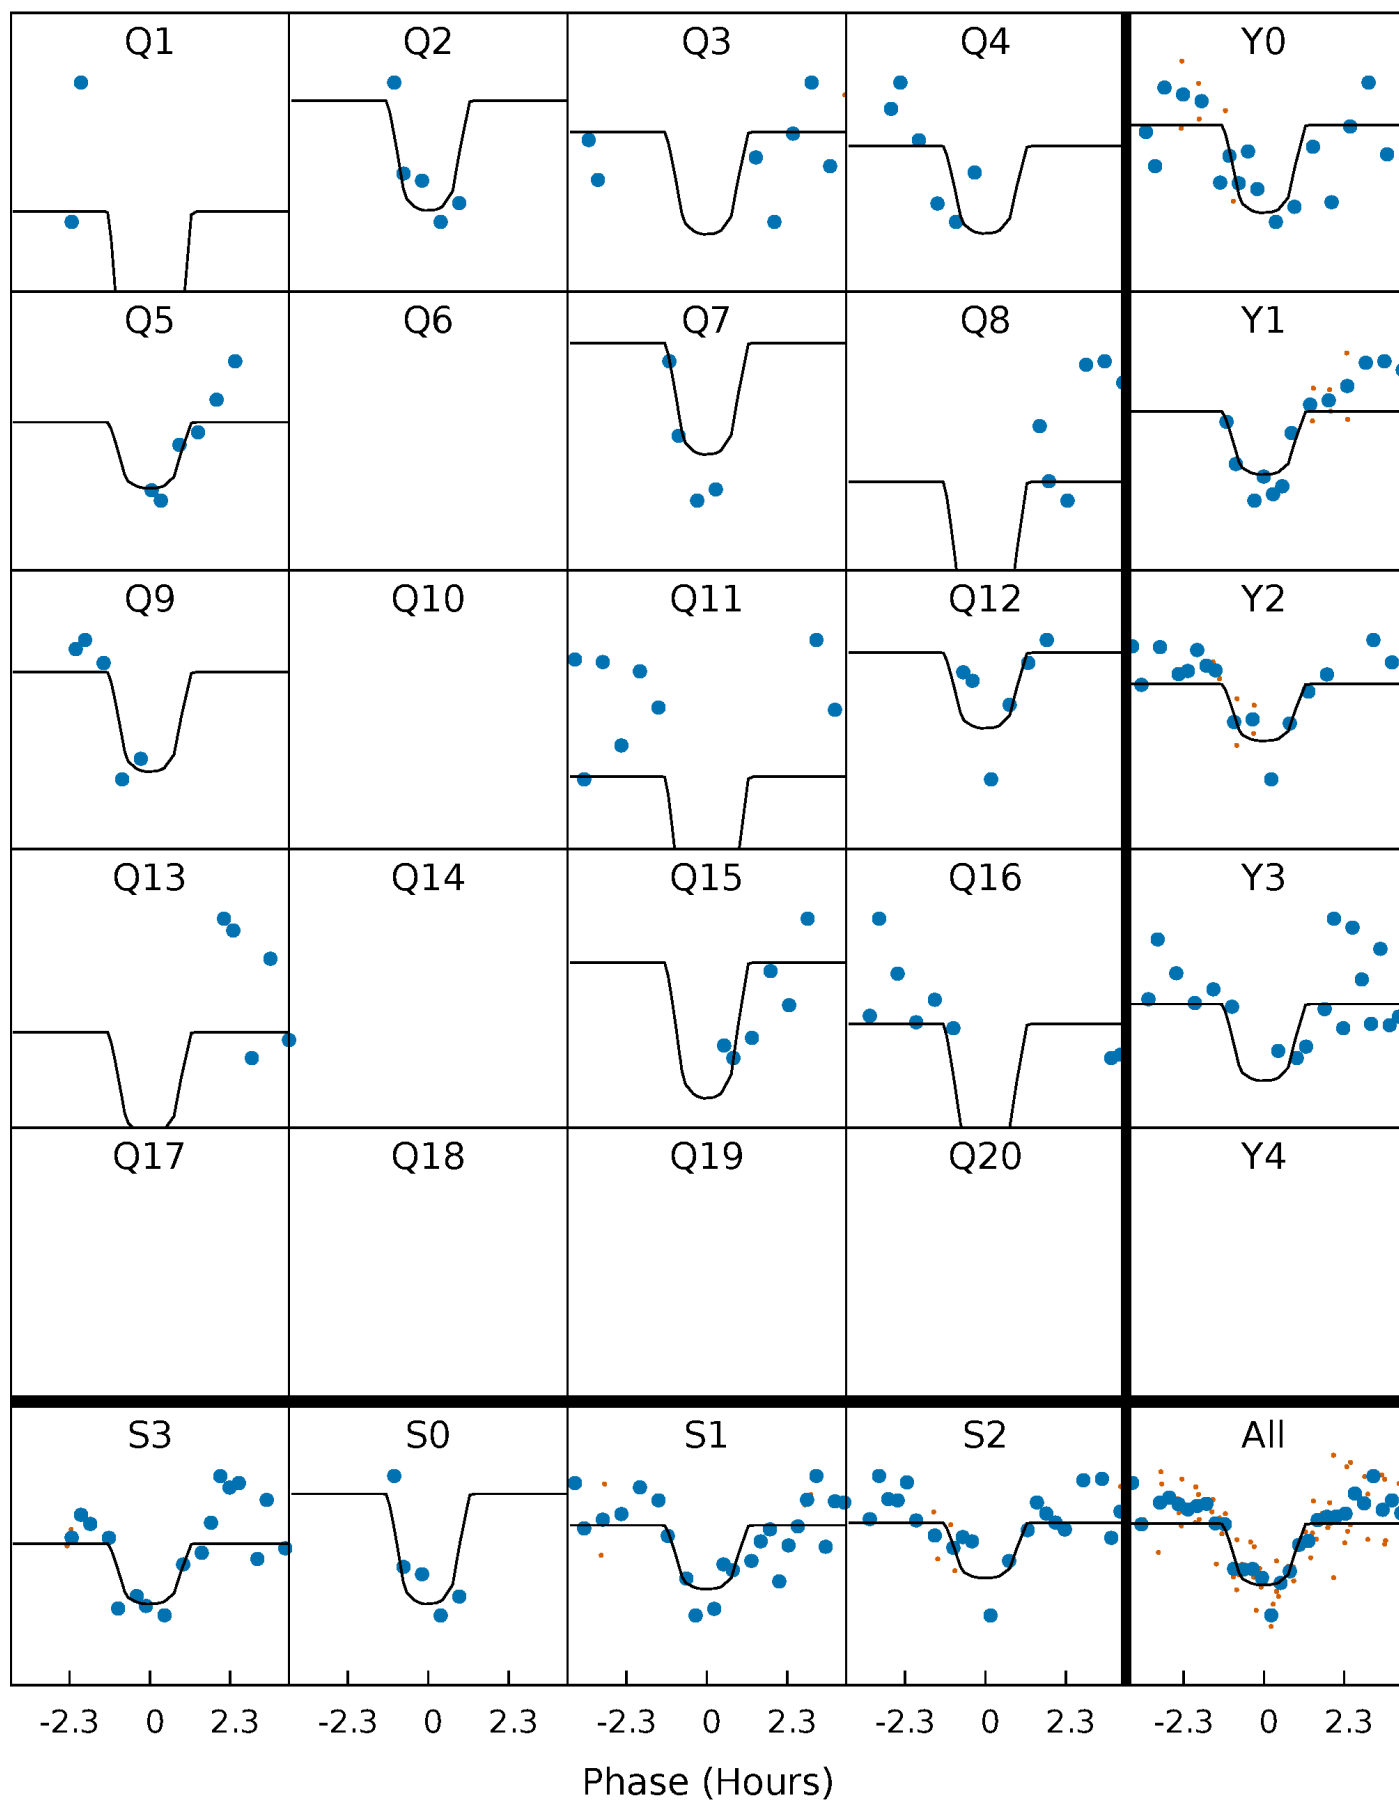 Q1 Q2 Q3 Q4 Y0
Q5 Q6 Q7 Q8 Y1
Q9 Q10 Q11 Q12 Y2
Q13 Q14 Q15 Q16 Y3
Q17 Q18 Q19 Q20 Y4
S3 S0 S1 S2 All
-2.3 0 2.3 -2.3 0 2.3 -2.3 0 2.3 -2.3 0 2.3 -2.3 0 2.3
Phase (Hours)